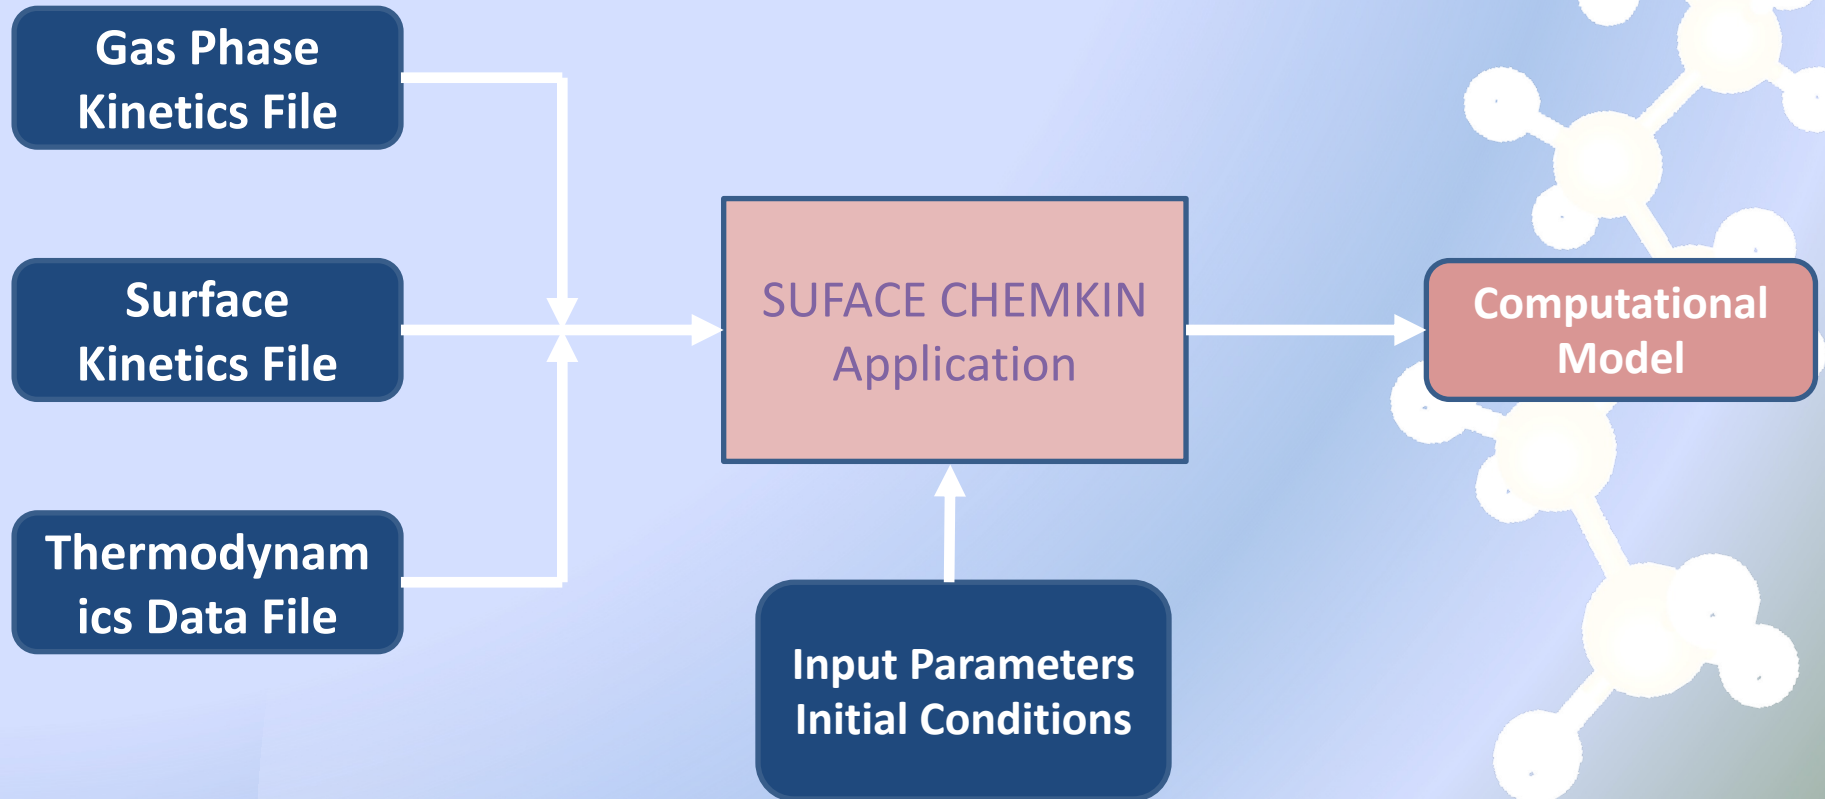 Gas Phase
Kinetics File
Surface
Kinetics File
Thermodynam
ics Data File
SUFACE CHEMKIN
Application
Input Parameters
Initial Conditions
Computational
Model